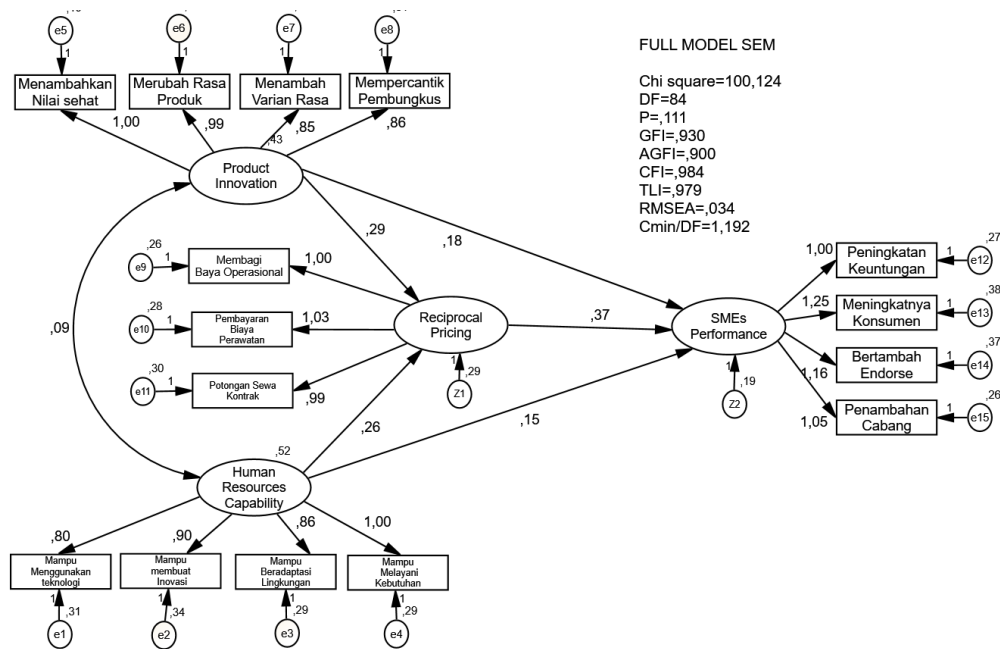 e5
e6
e7
e8
1
1
1
1
Menambahkan
Nilai sehat
Merubah Rasa
Produk
Menambah
Varian Rasa
Mempercantik
Pembungkus
1,00
,99
,85
,86
,43
Product
Innovation
FULL MODEL SEM
Chi square=100,124
DF=84
P=,111
GFI=,930
AGFI=,900
CFI=,984
TLI=,979
RMSEA=,034
Cmin/DF=1,192
,29
,18
,09
,26
e9
1
Membagi
Baya Operasional
1,00
,28
e10
1
Pembayaran
Biaya
Perawatan
1,03
,30
e11
1
Potongan Sewa
Kontrak
,99
Reciprocal
Pricing
1
,29
Z1
,37
SMEs
Performance
1
,19
Z2
1,00
Peningkatan
Keuntungan
1
,27
e12
1,25
Meningkatnya
Konsumen
1
,38
e13
1,16
Bertambah
Endorse
1
,37
e14
1,05
Penambahan
Cabang
1
,26
e15
,26
,15
,52
Human
Resources
Capability
,80
,90
,86
1,00
Mampu
Menggunakan
teknologi
Mampu
membuat
Inovasi
Mampu
Beradaptasi
Lingkungan
Mampu
Melayani
Kebutuhan
1
,31
1
,34
1
,29
1
,29
e1
e2
e3
e4